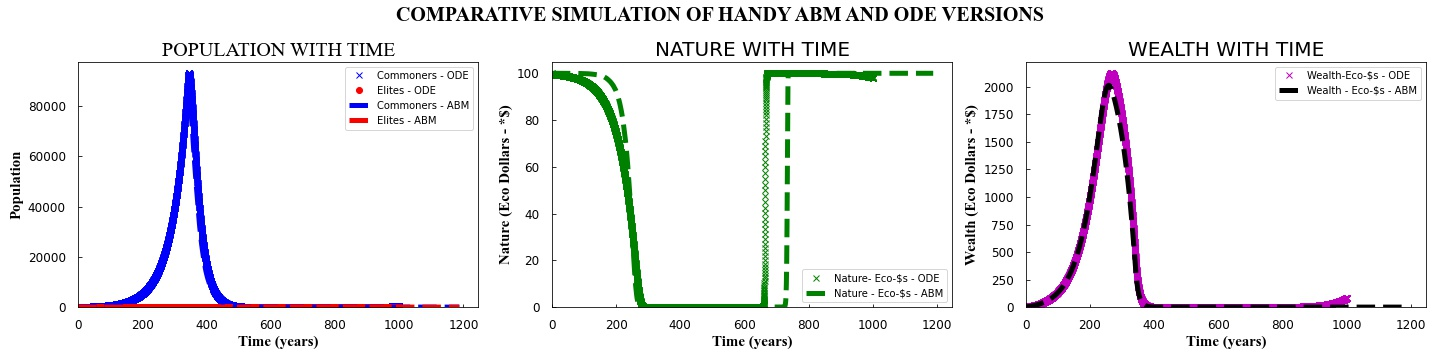 COMPARATIVE SIMULATION OF HANDY ABM AND ODE VERSIONS
POPULATION WITH TIME
Population
80000
60000
40000
20000
0
0 200 400 600 800 1000 1200
Time (years)
Commoners - ODE
Elites - ODE
Commoners - ABM
Elites - ABM
NATURE WITH TIME
Nature (Eco Dollars - *$)
100
80
60
40
20
0
0 200 400 600 800 1000 1200
Time (years)
Nature- Eco-$s - ODE
Nature - Eco-$s - ABM
WEALTH WITH TIME
Wealth (Eco Dollars - *$)
2000
1750
1500
1250
1000
750
500
250
0
0 200 400 600 800 1000 1200
Time (years)
Wealth-Eco-$s - ODE
Wealth - Eco-$s - ABM